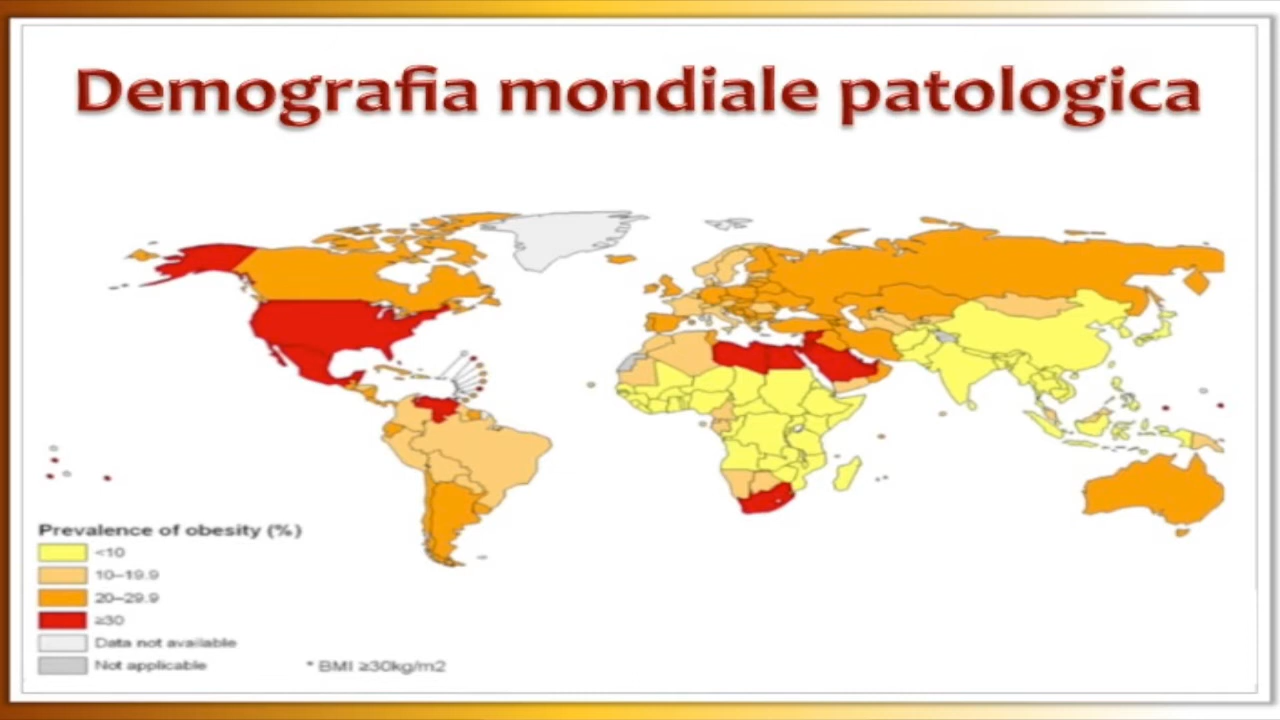 Demografia mondiale patologica
Prevalence of obesity (%)
<10
10–19.9
20–29.9
≥30
Data not available
Not applicable
* BMI ≥30kg/m2